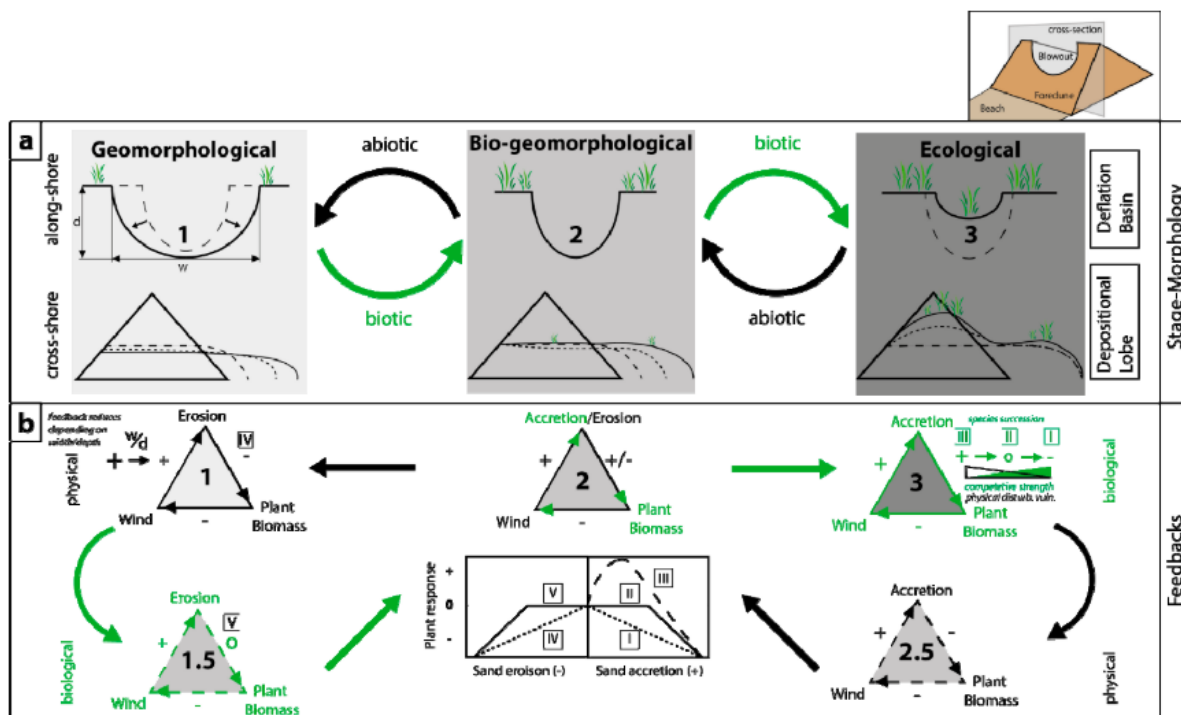 cross-section
Blowout
Foredune
Beach
a
Geomorphological
abiotic
Bio-geomorphological
biotic
Ecological
along-shore
d
1
w
2
3
Deflation
Basin
biotic
abiotic
cross-shore
Depositional
Lobe
Stage-Morphology
b
feedback reduces
depending on
width/depth
physical
+
w/d
+
Erosion
IV
-
1
Wind
-
Plant
Biomass
Accretion/Erosion
+
+/-
2
Wind
-
Plant
Biomass
Accretion
+
3
Wind
-
Plant
Biomass
species succession
III
II
I
+
o
-
competitive strength
physical disturb. vuln.
biological
biological
Erosion
+
V
O
1.5
Wind
-
Plant
Biomass
Plant response
+
0
-
V
IV
III
II
I
Sand eroison (-)
Sand accretion (+)
Accretion
+
-
2.5
Wind
-
Plant
Biomass
physical
Feedbacks